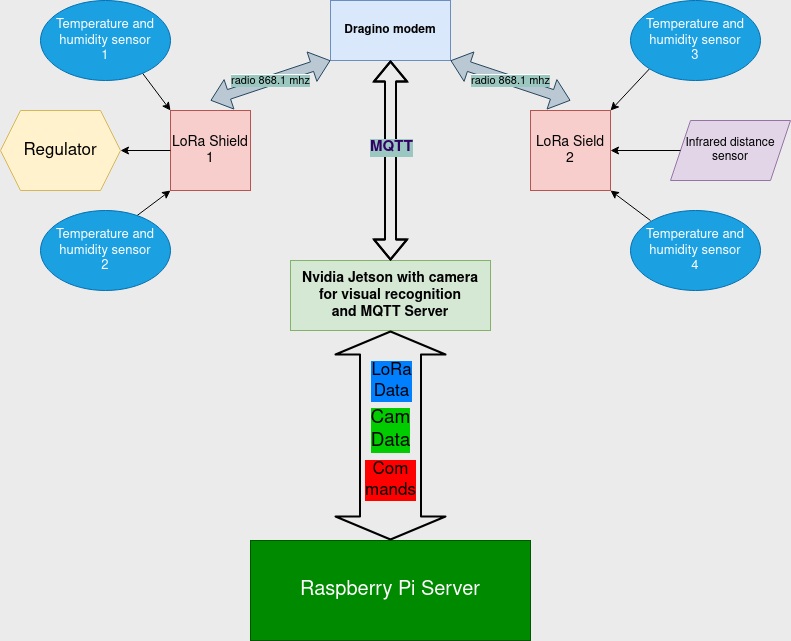 Temperature and
humidity sensor
1
Dragino modem
Temperature and
humidity sensor
3
radio 868.1 mhz
radio 868.1 mhz
Regulator
LoRa Shield
1
MQTT
LoRa Sield
2
Infrared distance
sensor
Temperature and
humidity sensor
2
Temperature and
humidity sensor
4
Nvidia Jetson with camera
for visual recognition
and MQTT Server
LoRa
Data
Cam
Data
Com
mands
Raspberry Pi Server